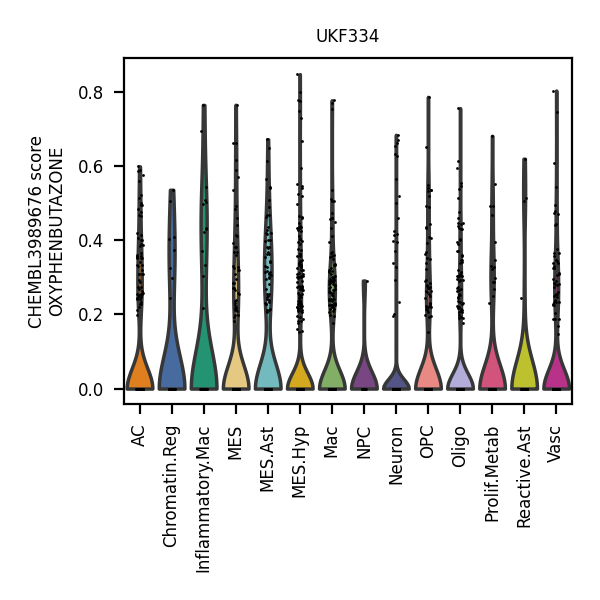 UKF334
CHEMBL3989676 score
OXYPHENBUTAZONE
0.8
0.6
0.4
0.2
0.0
AC
Chromatin.Reg
Inflammatory.Mac
MES
MES.Ast
MES.Hyp
Mac
NPC
Neuron
OPC
Oligo
Prolif.Metab
Reactive.Ast
Vasc